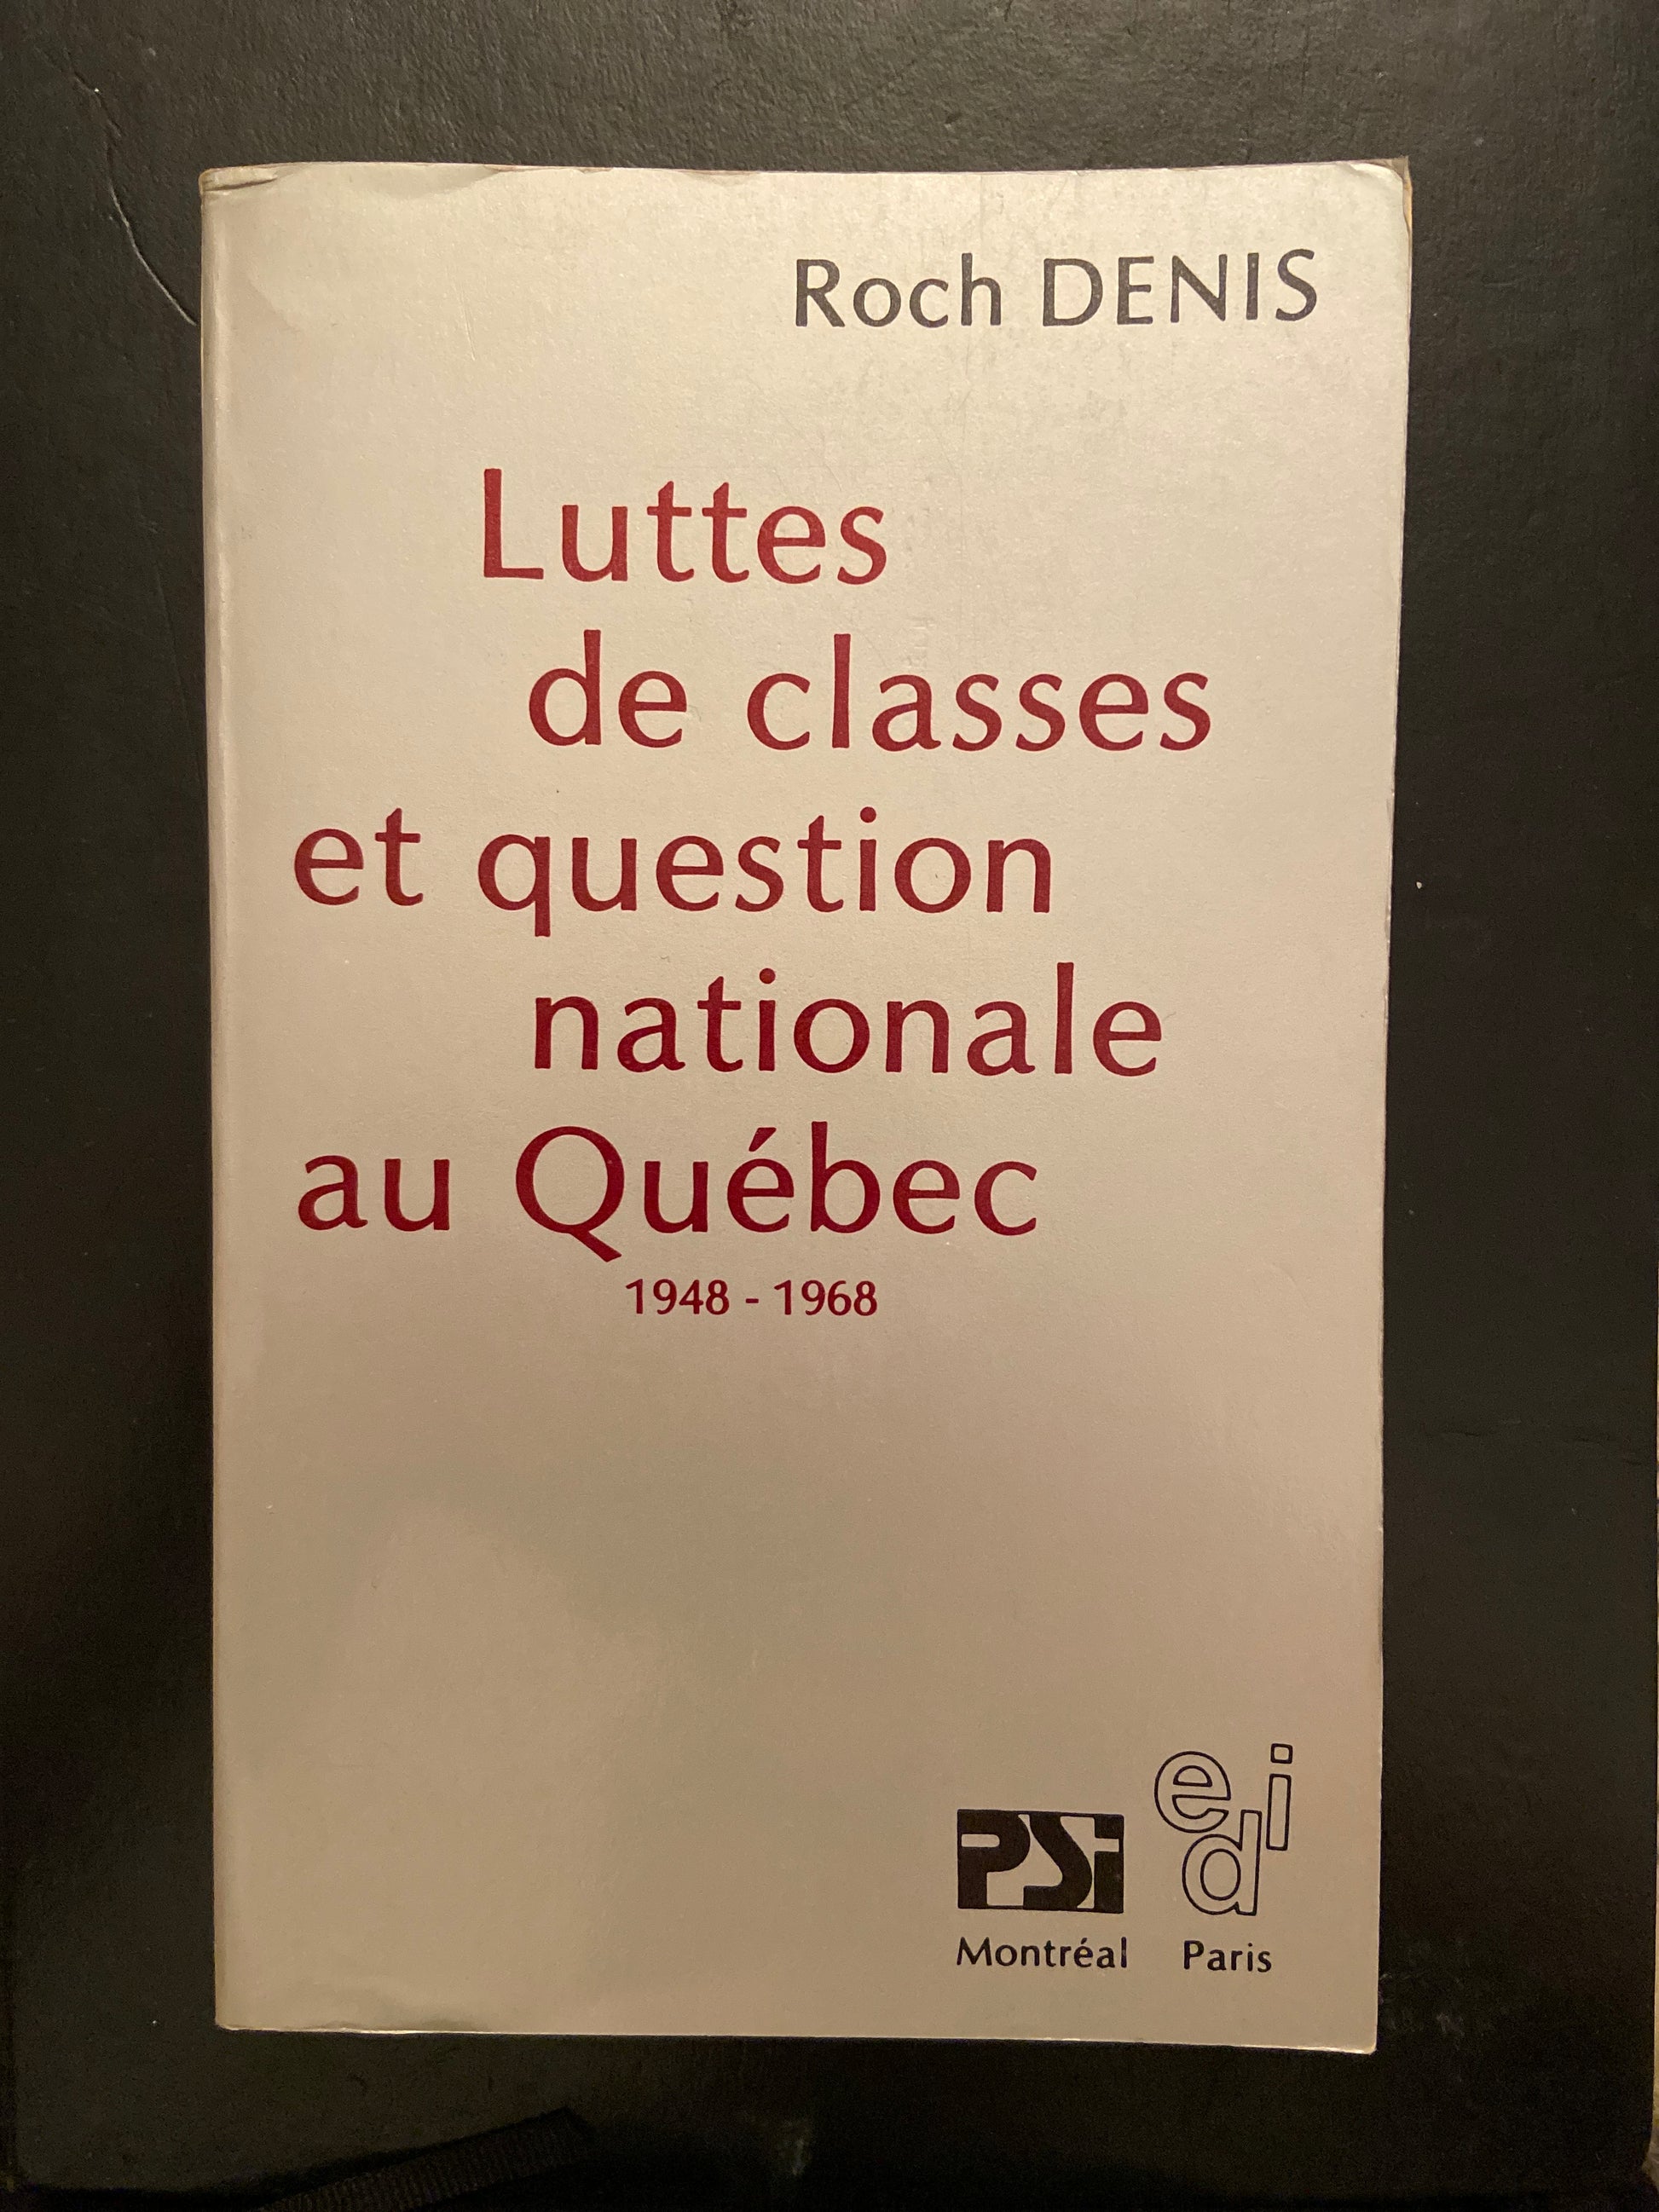 Roch DENIS
Luttes
de classes
et question
nationale
au Québec
1948 - 1968
PSI
edi
Montréal
Paris